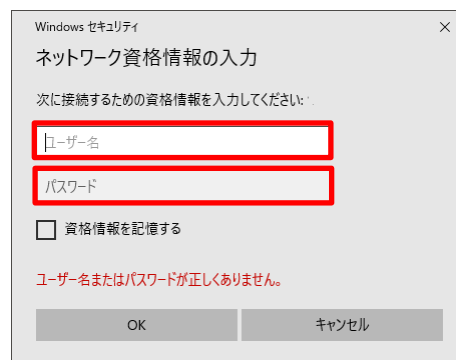 Windows セキュリティ
ネットワーク資格情報の入力
次に接続するための資格情報を入力してください:
ユーザー名
パスワード
資格情報を記憶する
ユーザー名またはパスワードが正しくありません。
OK
キャンセル